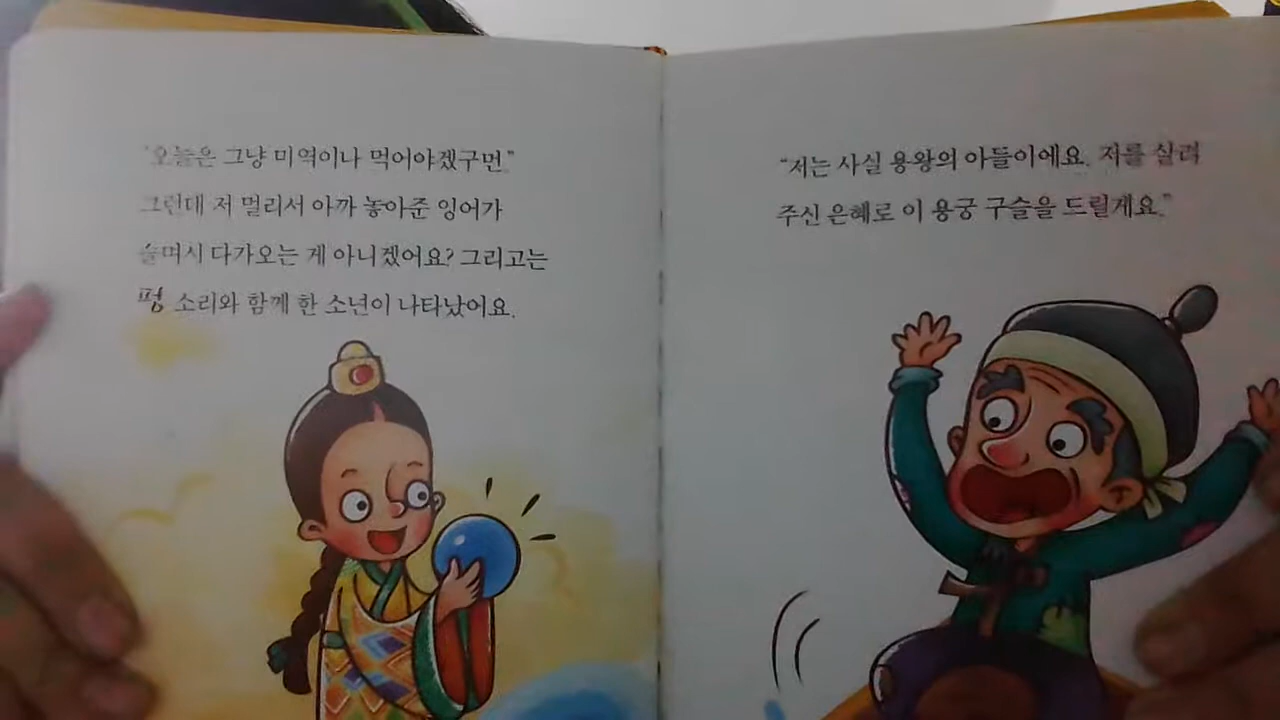 "오늘은 그냥 미역이나 먹어야겠구먼."
그런데 저 멀리서 아까 놓아준 잉어가
슬며시 다가오는 게 아니겠어요? 그리고는
펑 소리와 함께 한 소년이 나타났어요.
"저는 사실 용왕의 아들이에요. 저를 살려
주신 은혜로 이 용궁 구슬을 드릴게요."